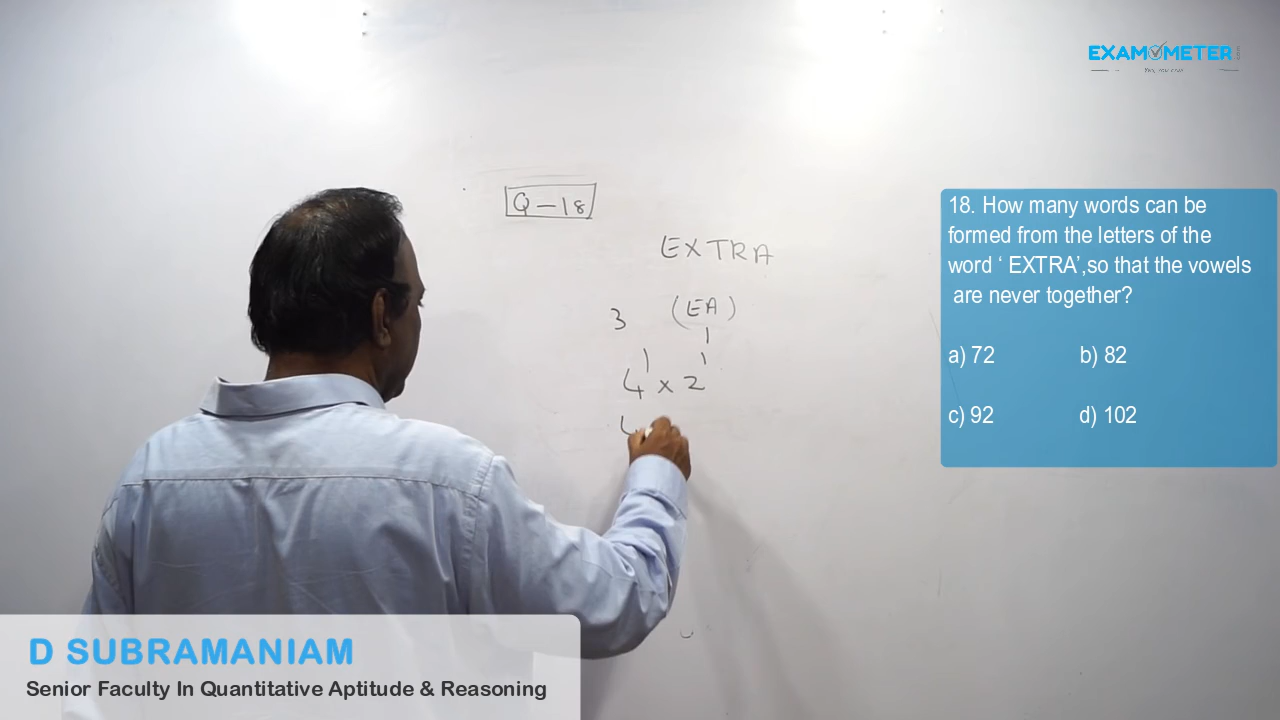 EXAMOMETER
Q-18
EXTRA
3 (EA)
4 x 2
18. How many words can be
formed from the letters of the
word ‘ EXTRA’,so that the vowels
are never together?
a) 72 b) 82
c) 92 d) 102
D SUBRAMANIAM
Senior Faculty In Quantitative Aptitude & Reasoning